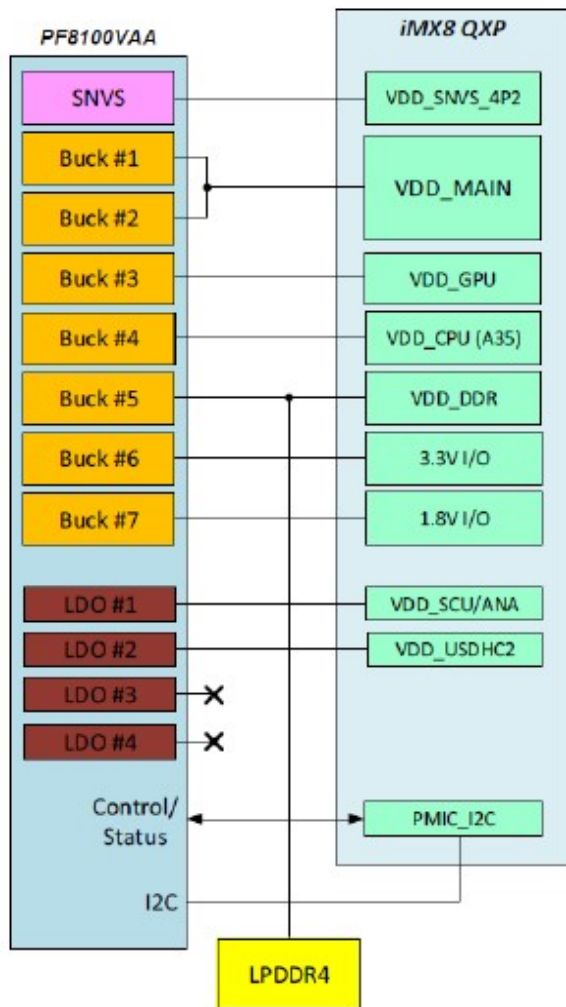 PF8100VAA
iMX8 QXP
SNVS
VDD_SNVS_4P2
Buck #1
VDD_MAIN
Buck #2
Buck #3
VDD_GPU
Buck #4
VDD_CPU (A35)
Buck #5
VDD_DDR
Buck #6
3.3V I/O
Buck #7
1.8V I/O
LDO #1
VDD_SCU/ANA
LDO #2
VDD_USDHC2
LDO #3
LDO #4
Control/
Status
PMIC_I2C
I2C
LPDDR4